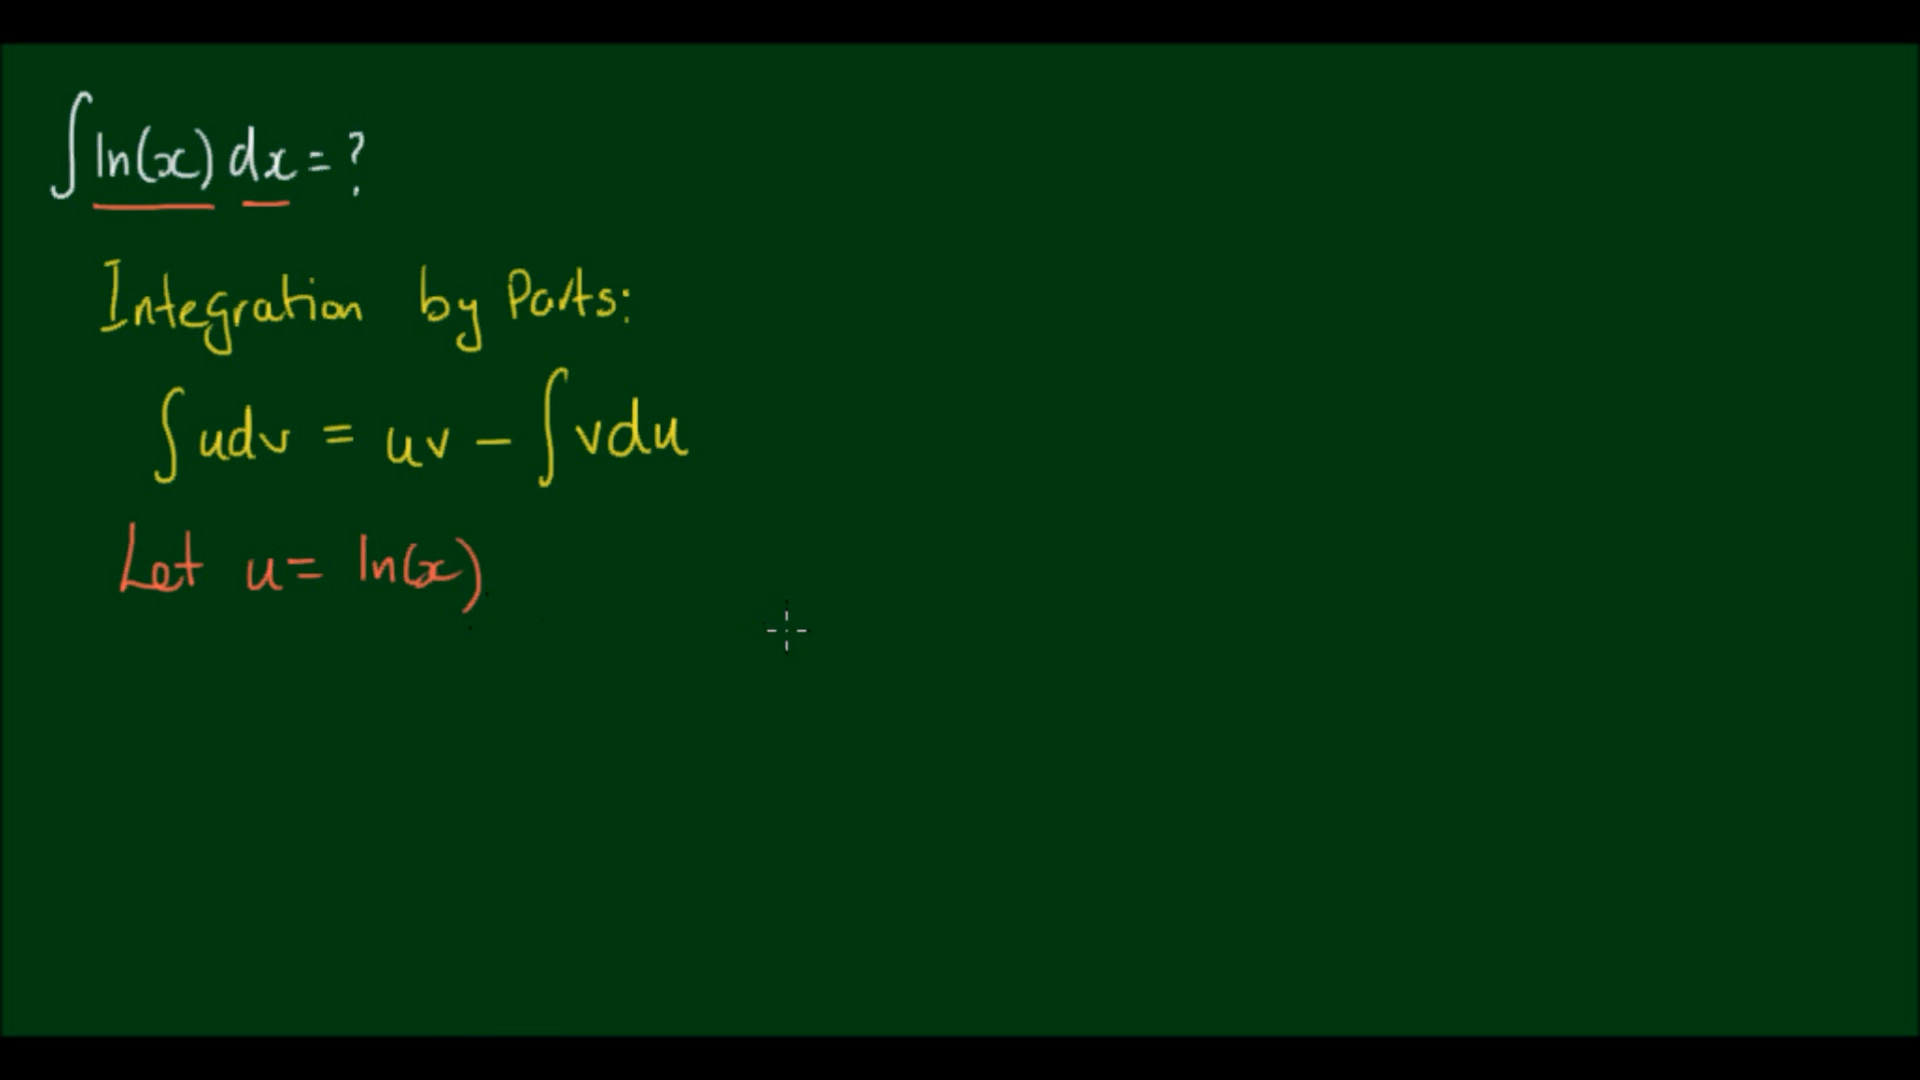 ∫ln(x) dx = ?
Integration by Parts:
∫udv = uv - ∫vdu
Let u = ln(x)